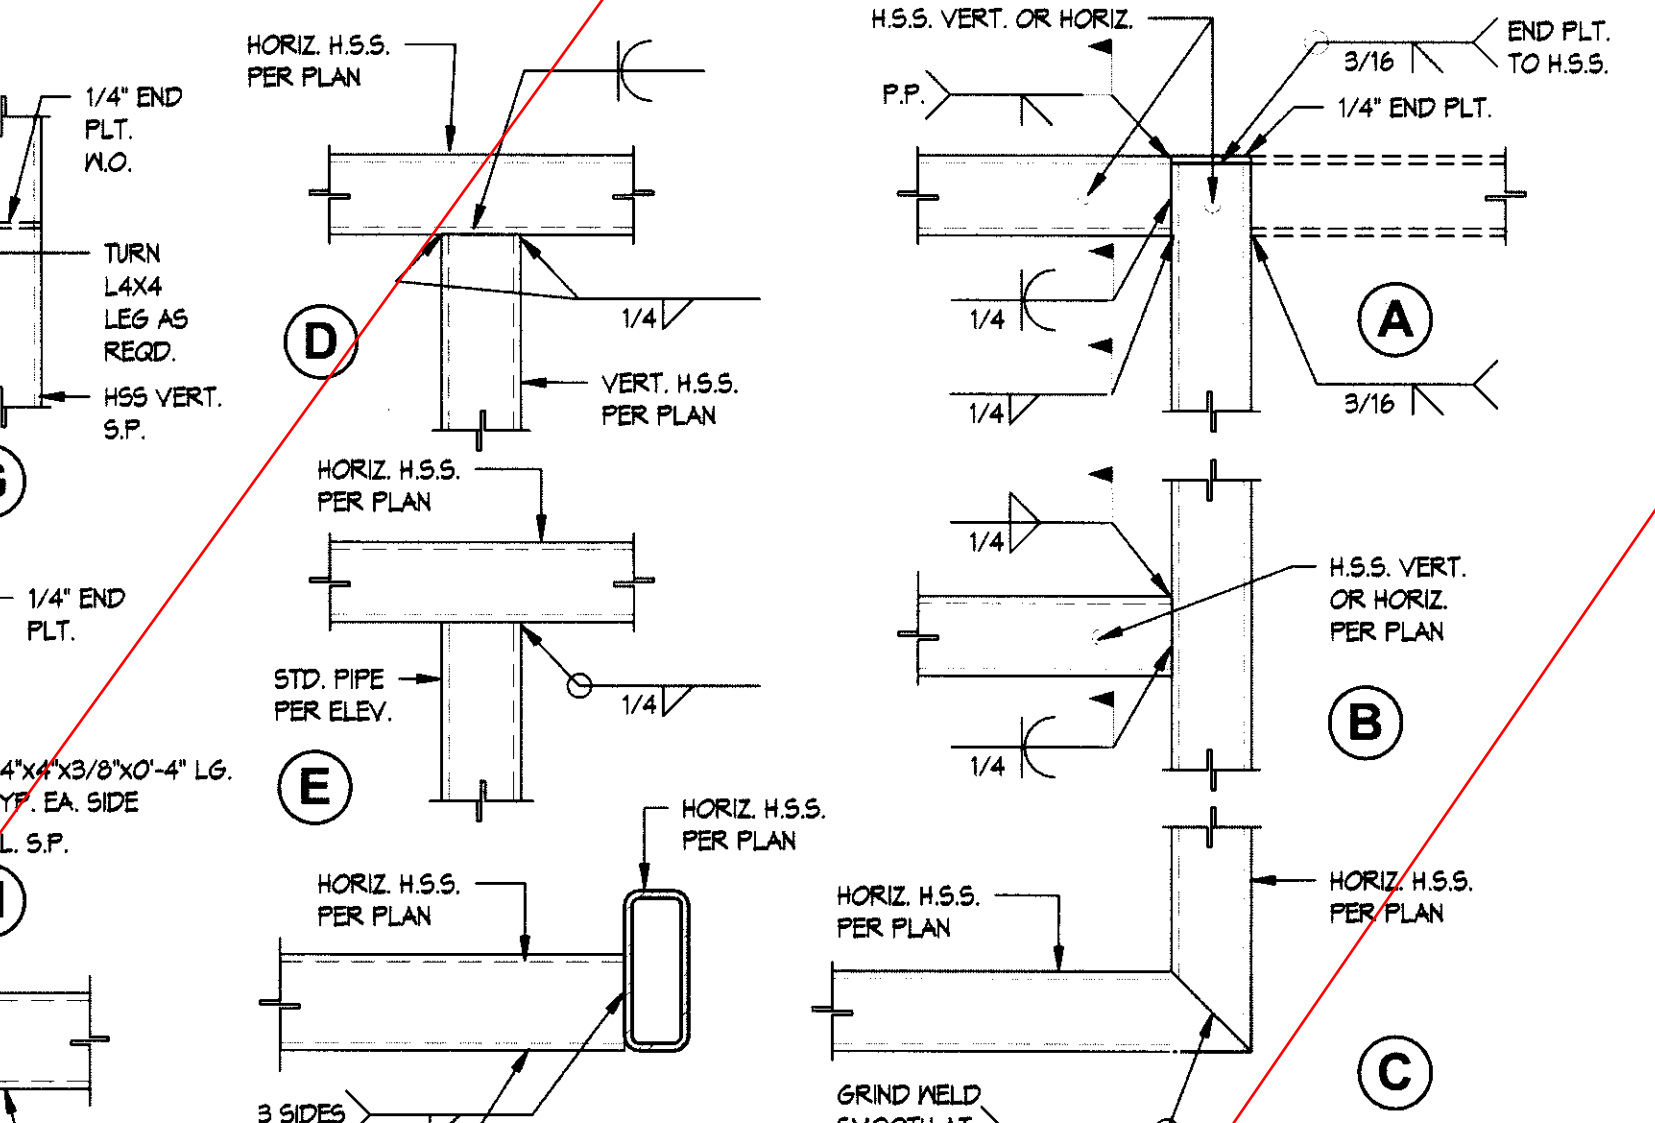 1/4" END
PLT.
W.O.
TURN
L4X4
LEG AS
REQD.
HSS VERT.
S.P.
G
1/4" END
PLT.
4"x4"x3/8"x0'-4" LG.
YP. EA. SIDE
L. S.P.
HORIZ. H.S.S.
PER PLAN
1/4
D
VERT. H.S.S.
PER PLAN
HORIZ. H.S.S.
PER PLAN
STD. PIPE
PER ELEV.
1/4
E
HORIZ. H.S.S.
PER PLAN
HORIZ. H.S.S.
PER PLAN
3 SIDES
H.S.S. VERT. OR HORIZ.
P.P.
3/16
END PLT.
TO H.S.S.
1/4" END PLT.
1/4
1/4
A
3/16
1/4
H.S.S. VERT.
OR HORIZ.
PER PLAN
1/4
B
HORIZ. H.S.S.
PER PLAN
HORIZ. H.S.S.
PER PLAN
C
GRIND WELD
SMOOTH AT